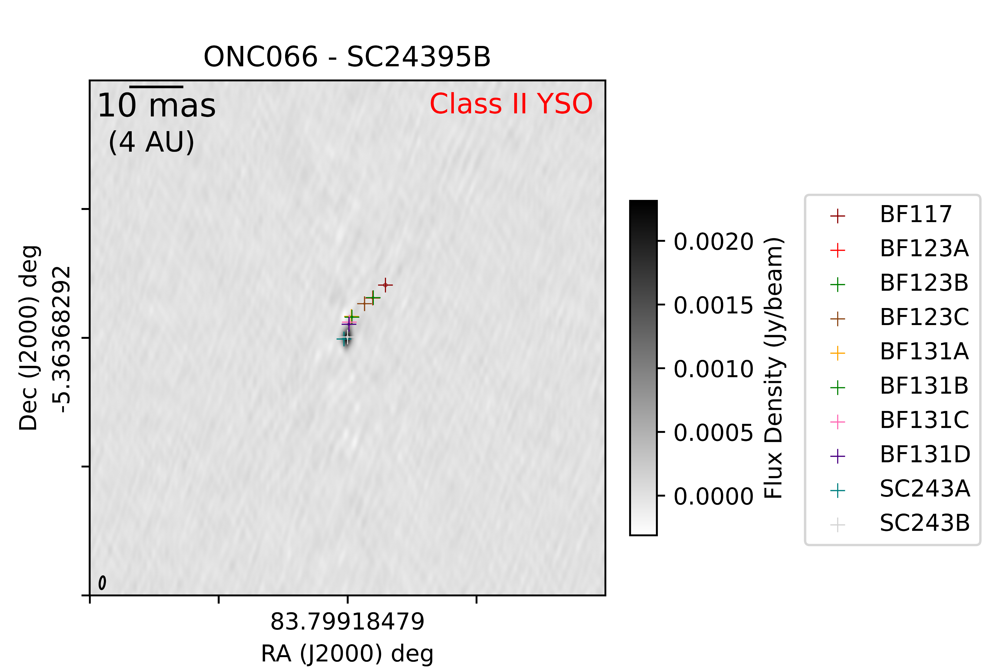 ONC066 - SC24395B
10 mas
(4 AU)
Class II YSO
Dec (J2000) deg
-5.36368292
83.79918479
RA (J2000) deg
0.0020
0.0015
0.0010
0.0005
0.0000
Flux Density (Jy/beam)
BF117
BF123A
BF123B
BF123C
BF131A
BF131B
BF131C
BF131D
SC243A
SC243B